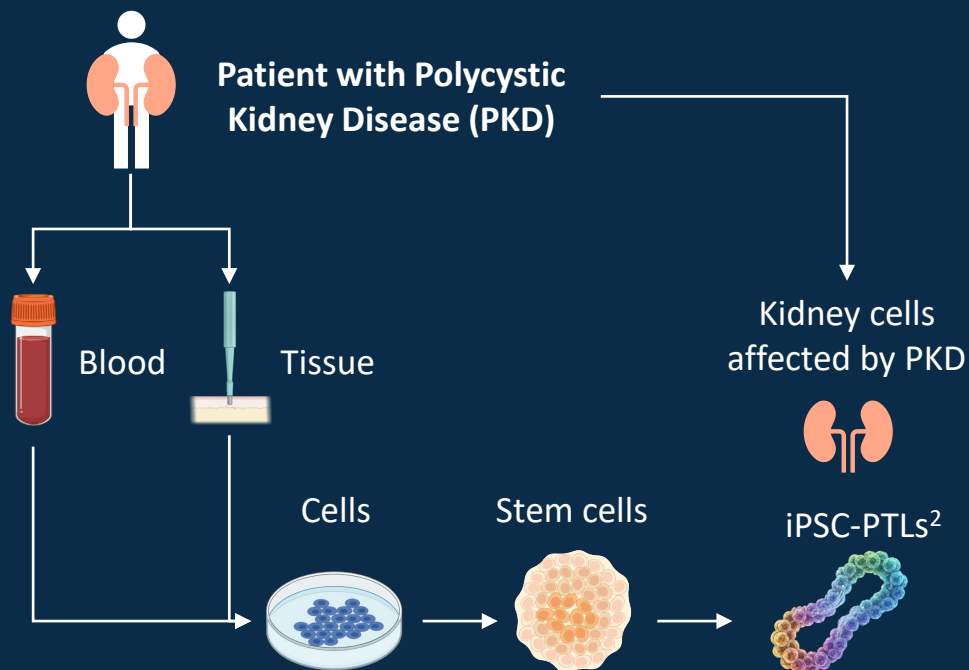 Patient with Polycystic
Kidney Disease (PKD)
Blood
Tissue
Kidney cells
affected by PKD
Cells
Stem cells
iPSC-PTLs²